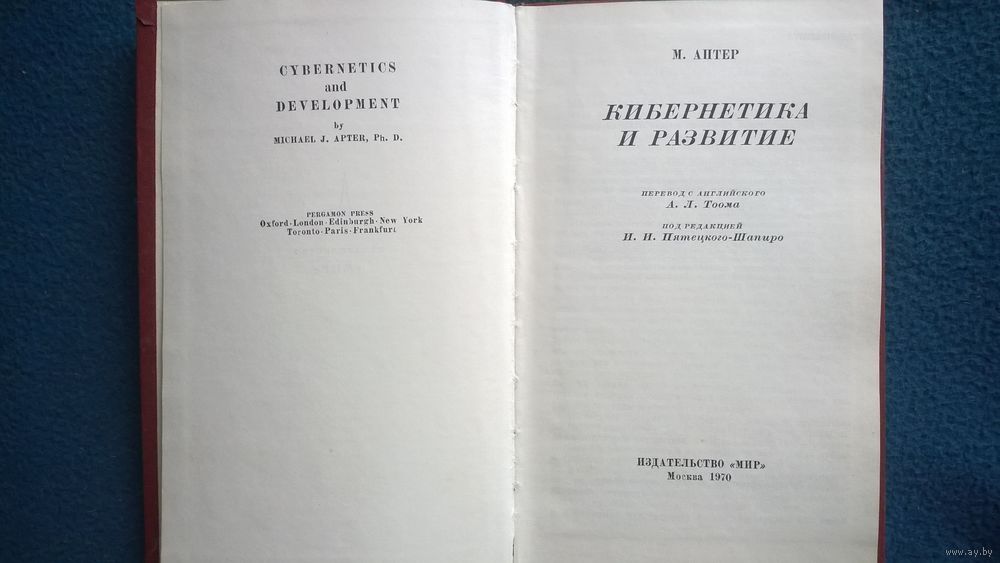 CYBERNETICS
and
DEVELOPMENT
by
MICHAEL J. APTER, Ph. D.
PERGAMON PRESS
Oxford·London·Edinburgh·New York
Toronto·Paris·Frankfurt
М. АПТЕР
КИБЕРНЕТИКА
И РАЗВИТИЕ
ПЕРЕВОД С АНГЛИЙСКОГО
А. Л. Тоома
ПОД РЕДАКЦИЕЙ
И. И. Пятецкого-Шапиро
ИЗДАТЕЛЬСТВО «МИР»
Москва 1970
www.ay.by